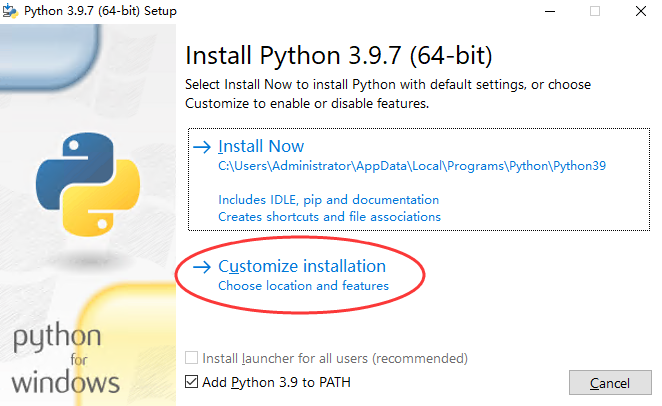 Python 3.9.7 (64-bit) Setup
Install Python 3.9.7 (64-bit)
Select Install Now to install Python with default settings, or choose
Customize to enable or disable features.
Install Now
C:\Users\Administrator\AppData\Local\Programs\Python\Python39
Includes IDLE, pip and documentation
Creates shortcuts and file associations
Customize installation
Choose location and features
Install launcher for all users (recommended)
Add Python 3.9 to PATH
Cancel
python
for
windows